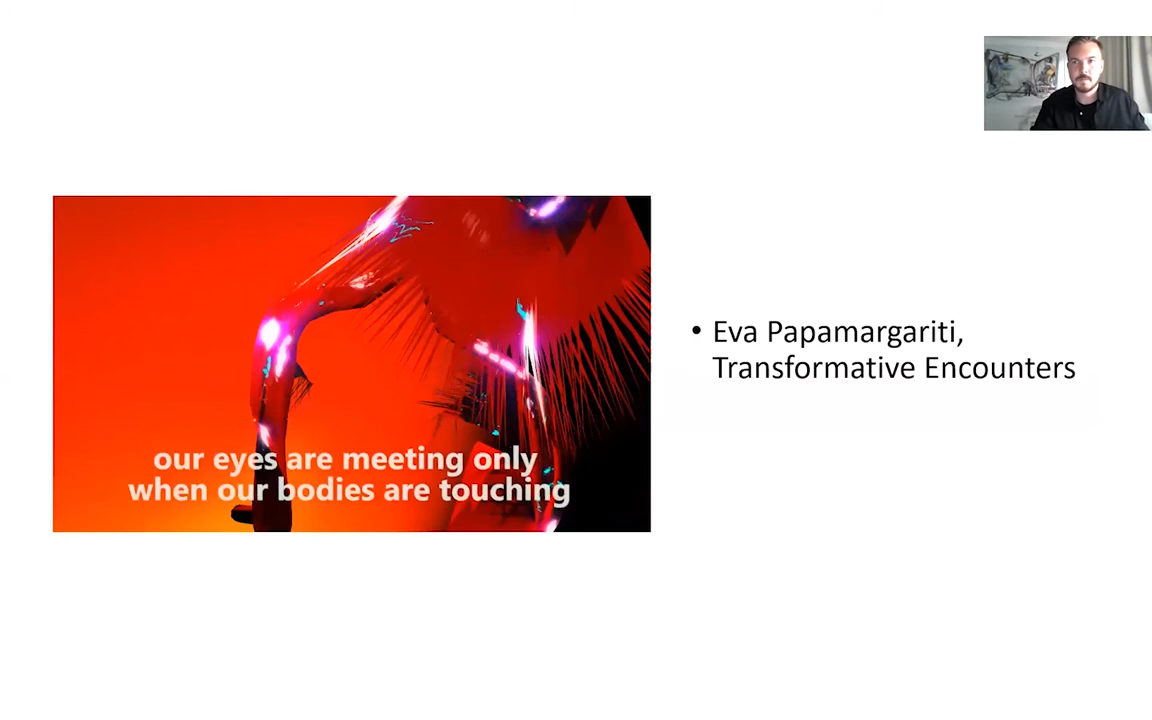 our eyes are meeting only
when our bodies are touching
• Eva Papamargariti,
Transformative Encounters